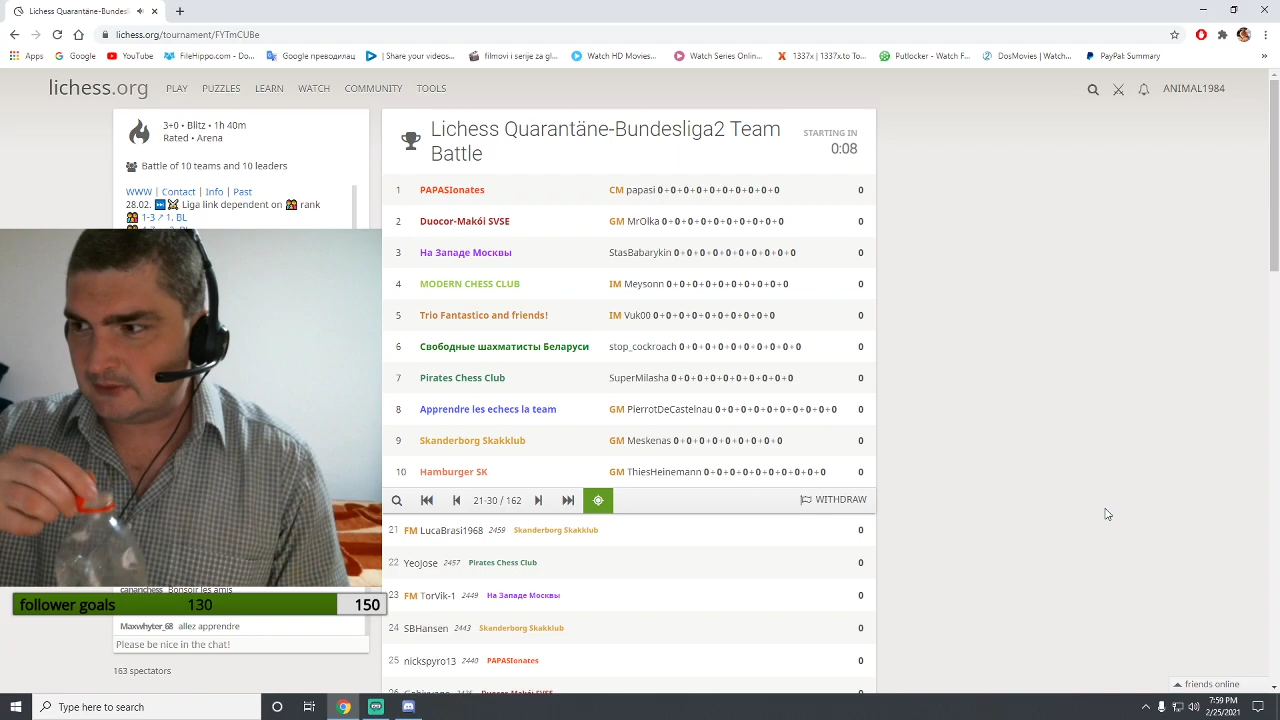 Lichess Quarantäne-B
lichess.org/tournament/FYTmCUBe
Apps
Google
YouTube
FileHippo.com - Do...
Google преводилац
| Share your videos...
filmovi i serije za gl...
Watch HD Movies...
Watch Series Online...
1337x.to 1337x.to To...
Putlocker - Watch F...
DosMovies | Watch...
PayPal: Summary
lichess.org PLAY PUZZLES LEARN WATCH COMMUNITY TOOLS
ANIMAL1984
3+0 • Blitz • 1h 40m
Rated • Arena
Battle of 10 teams and 10 leaders
WWW | Contact | Info | Past
28.02. Liga link dependent on rank
1-3 1. BL
Lichess Quarantäne-Bundesliga2 Team
Battle
STARTING IN
0:08
1 PAPASIonates CM papasi 0+0+0+0+0+0+0+0+0+0 0
2 Duocor-Makói SVSE GM MrOlka 0+0+0+0+0+0+0+0+0+0 0
3 На Западе Москвы StasBabarykin 0+0+0+0+0+0+0+0+0+0 0
4 MODERN CHESS CLUB IM Meysonn 0+0+0+0+0+0+0+0+0+0 0
5 Trio Fantastico and friends! IM Vuk00 0+0+0+0+0+0+0+0+0+0 0
6 Свободные шахматисты Беларуси stop_cockroach 0+0+0+0+0+0+0+0+0+0 0
7 Pirates Chess Club SuperMilasha 0+0+0+0+0+0+0+0+0+0 0
8 Apprendre les echecs la team GM PierrotDeCastelnau 0+0+0+0+0+0+0+0+0+0 0
9 Skanderborg Skakklub GM Meskenas 0+0+0+0+0+0+0+0+0 0
10 Hamburger SK GM ThiesHeinemann 0+0+0+0+0+0+0+0+0+0 0
21-30 / 162
WITHDRAW
21 FM LucaBrasi1968 2459 Skanderborg Skakklub 0
22 YeoJose 2457 Pirates Chess Club 0
23 FM TorVik-1 2449 На Западе Москвы 0
24 SBHansen 2443 Skanderborg Skakklub 0
25 nickspyro13 2440 PAPASIonates 0
Bonsoir les amis
follower goals 130 150
Maxwhyter_68 allez apprendre
Please be nice in the chat!
163 spectators
friends online
Type here to search
7:59 PM
2/25/2021